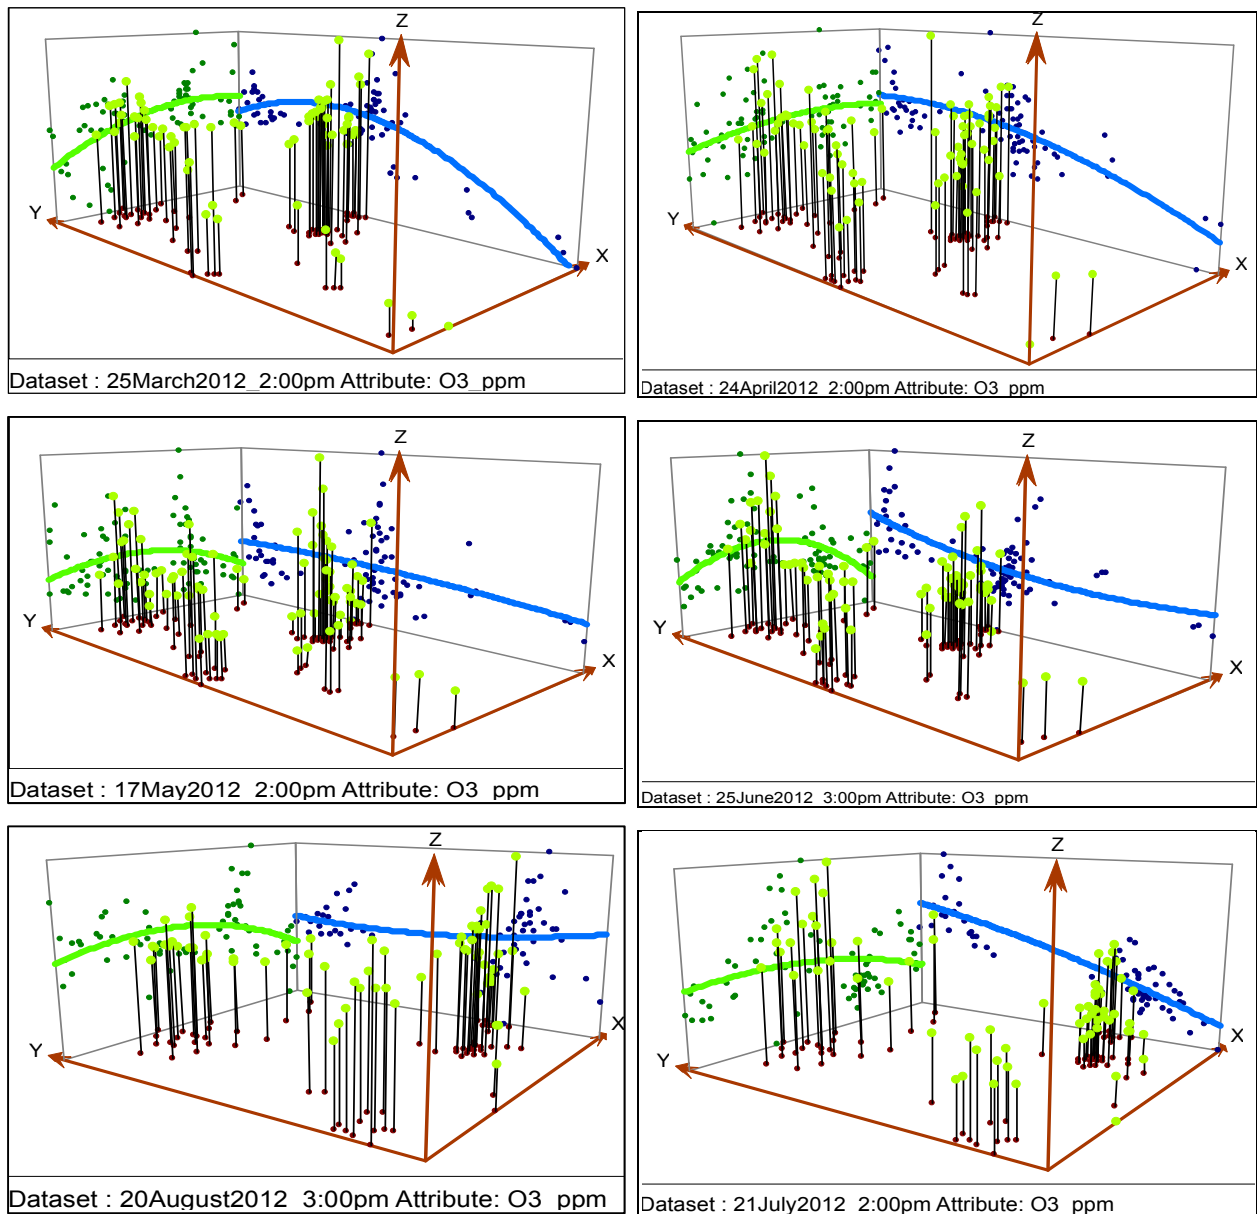 Z
Y
X
Dataset : 25March2012_2:00pm Attribute: O3_ppm
Z
Y
X
Dataset : 24April2012 2:00pm Attribute: O3 ppm
Z
Y
X
Dataset : 17May2012 2:00pm Attribute: O3 ppm
Z
Y
X
Dataset : 25June2012 3:00pm Attribute: O3 ppm
Z
Y
X
Dataset : 20August2012 3:00pm Attribute: O3 ppm
Z
Y
X
Dataset : 21July2012 2:00pm Attribute: O3 ppm